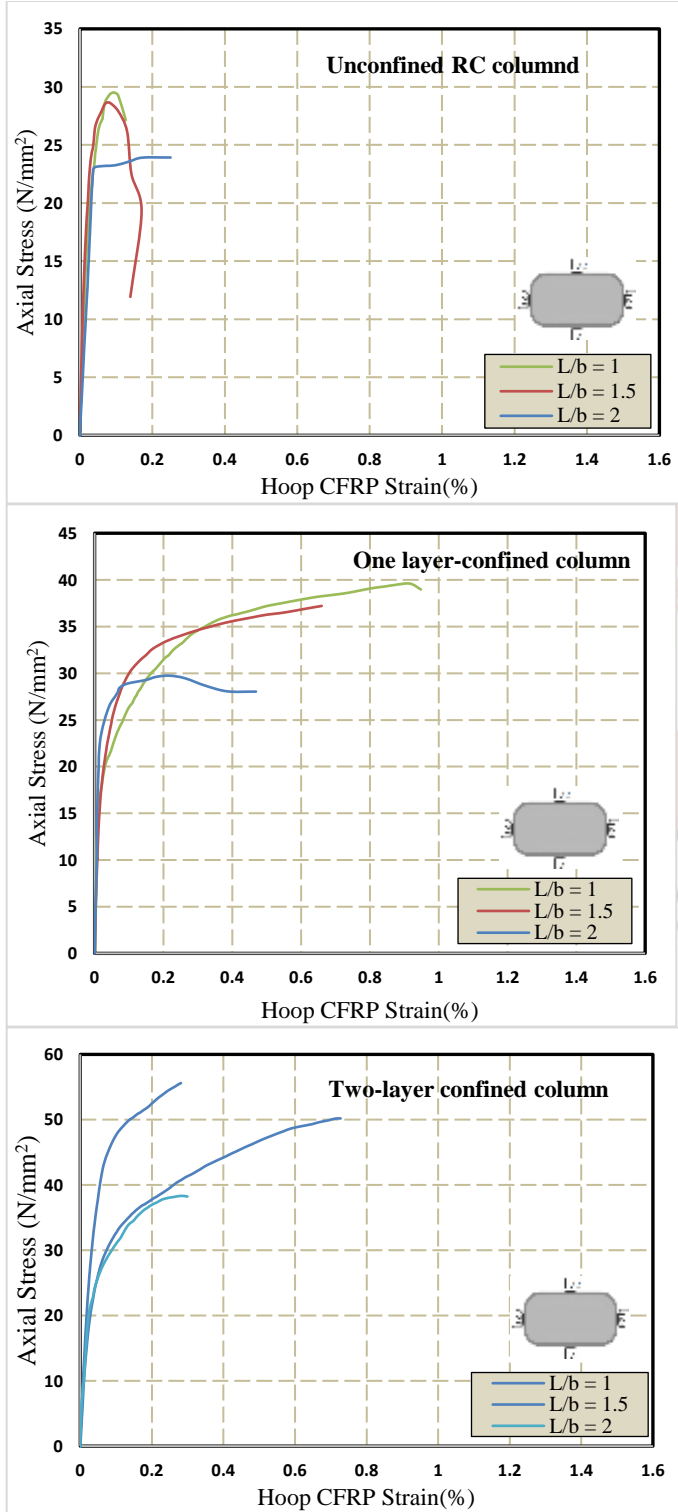 35
Unconfined RC columnd
30
25
20
15
10
5
0
Axial Stress (N/mm²)
L/b = 1
L/b = 1.5
L/b = 2
0 0.2 0.4 0.6 0.8 1 1.2 1.4 1.6
Hoop CFRP Strain(%)
45
One layer-confined column
40
35
30
25
20
15
10
5
0
Axial Stress (N/mm²)
L/b = 1
L/b = 1.5
L/b = 2
0 0.2 0.4 0.6 0.8 1 1.2 1.4 1.6
Hoop CFRP Strain(%)
60
Two-layer confined column
50
40
30
20
10
0
Axial Stress (N/mm²)
L/b = 1
L/b = 1.5
L/b = 2
0 0.2 0.4 0.6 0.8 1 1.2 1.4 1.6
Hoop CFRP Strain(%)